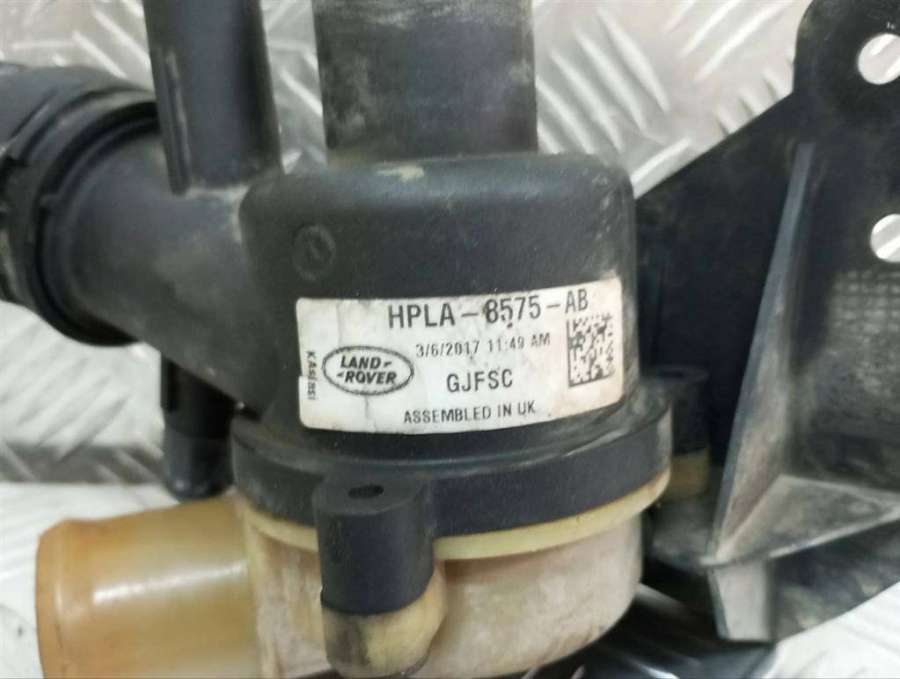 HPLA-8575-AB
3/6/2017 11:49 AM
LAND-
-ROVER
GJFSC
ASSEMBLED IN UK